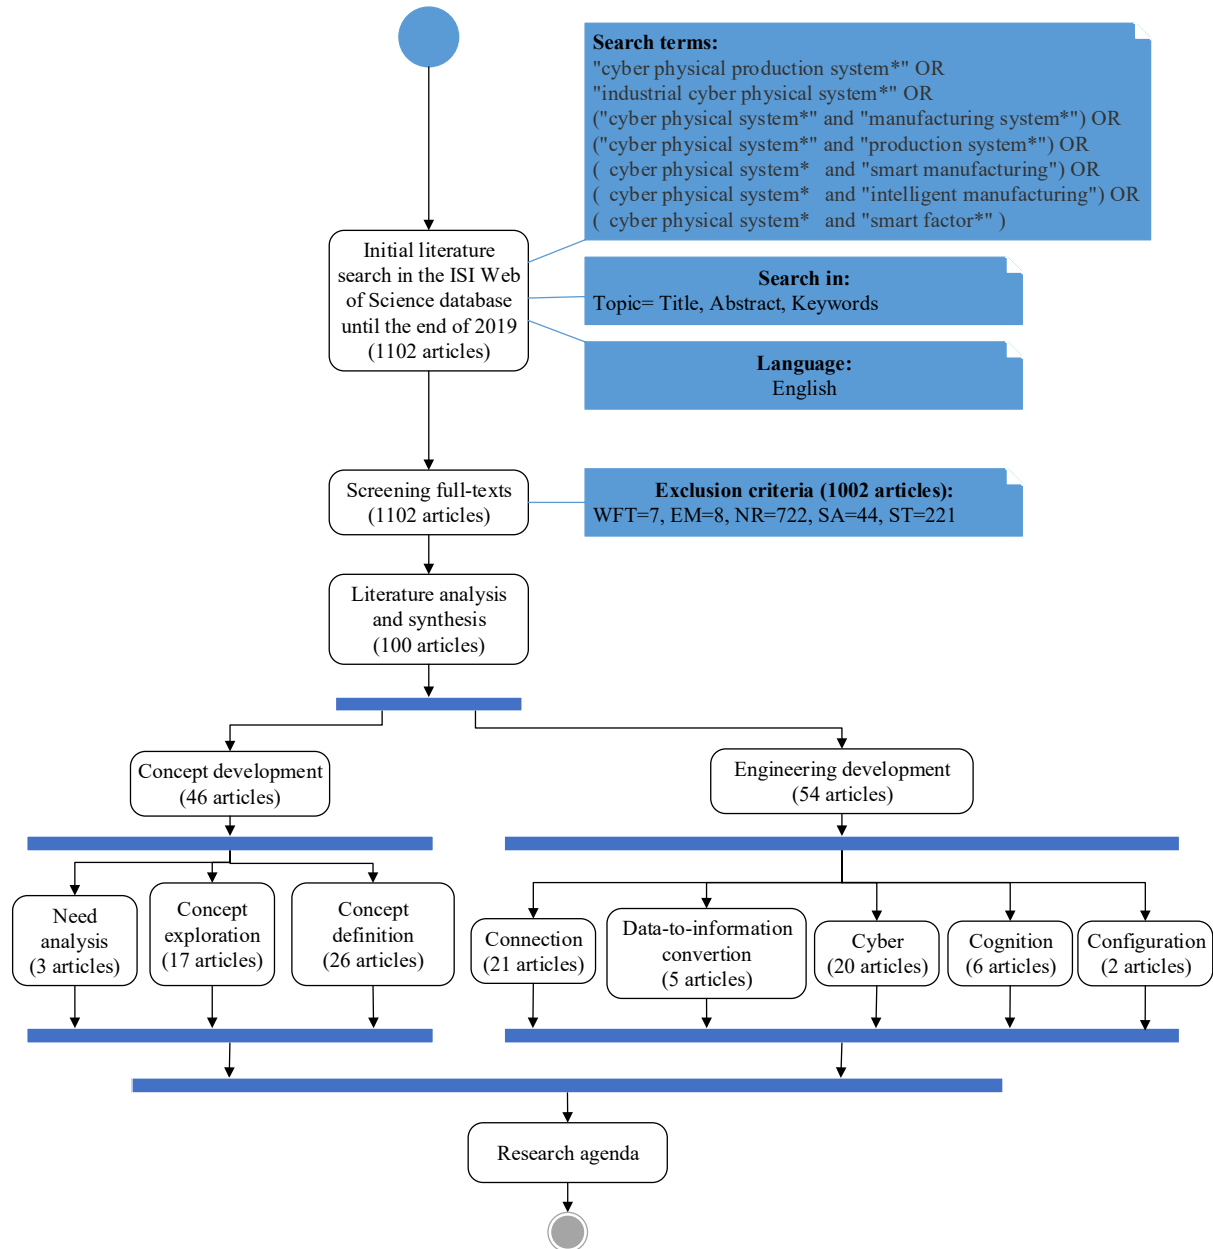 Search terms:
"cyber physical production system*" OR
"industrial cyber physical system*" OR
("cyber physical system*" and "manufacturing system*") OR
("cyber physical system*" and "production system*") OR
( cyber physical system* and "smart manufacturing") OR
( cyber physical system* and "intelligent manufacturing") OR
( cyber physical system* and "smart factor*" )
Initial literature
search in the ISI Web
of Science database
until the end of 2019
(1102 articles)
Search in:
Topic= Title, Abstract, Keywords
Language:
English
Screening full-texts
(1102 articles)
Exclusion criteria (1002 articles):
WFT=7, EM=8, NR=722, SA=44, ST=221
Literature analysis
and synthesis
(100 articles)
Concept development
(46 articles)
Engineering development
(54 articles)
Need
analysis
(3 articles)
Concept
exploration
(17 articles)
Concept
definition
(26 articles)
Connection
(21 articles)
Data-to-information
convertion
(5 articles)
Cyber
(20 articles)
Cognition
(6 articles)
Configuration
(2 articles)
Research agenda